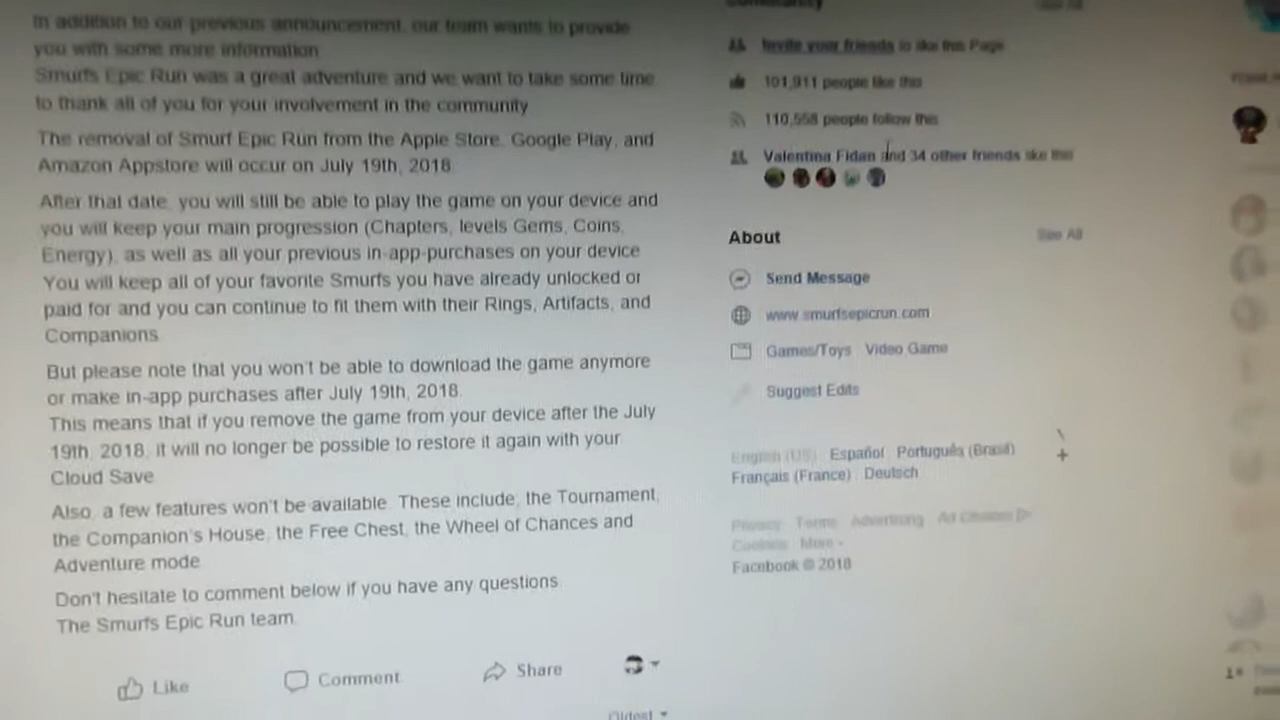 In addition to our previous announcement, our team wants to provide
you with some more information
Smurfs Epic Run was a great adventure and we want to take some time
to thank all of you for your involvement in the community
The removal of Smurf Epic Run from the Apple Store, Google Play, and
Amazon Appstore will occur on July 19th, 2018
After that date, you will still be able to play the game on your device and
you will keep your main progression (Chapters, levels Gems, Coins,
Energy), as well as all your previous in-app-purchases on your device
You will keep all of your favorite Smurfs you have already unlocked or
paid for and you can continue to fit them with their Rings, Artifacts, and
Companions
But please note that you won't be able to download the game anymore
or make in-app purchases after July 19th, 2018.
This means that if you remove the game from your device after the July
19th, 2018, it will no longer be possible to restore it again with your
Cloud Save
Also, a few features won't be available. These include, the Tournament,
the Companion's House, the Free Chest, the Wheel of Chances and
Adventure mode
Don't hesitate to comment below if you have any questions
The Smurfs Epic Run team
Like Comment Share
Oldest
Community See All
Invite your friends to like this Page
101,911 people like this
110,558 people follow this
Valentina Fidan and 34 other friends like this
About See All
Send Message
www.smurfsepicrun.com
Games/Toys Video Game
Suggest Edits
English (US) Español Português (Brasil)
Français (France) Deutsch
+
Privacy Terms Advertising Ad Choices
Cookies More
Facebook © 2018